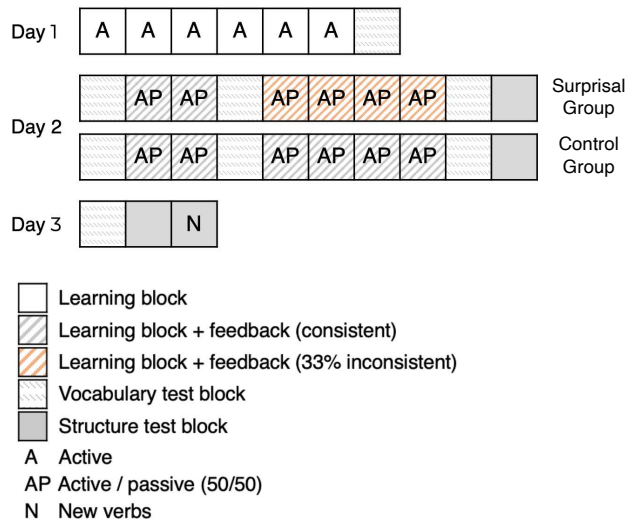 Day 1 A A A A A A
Day 2
AP AP AP AP AP AP
Surprisal
Group
AP AP AP AP AP AP
Control
Group
Day 3 N
Learning block
Learning block + feedback (consistent)
Learning block + feedback (33% inconsistent)
Vocabulary test block
Structure test block
A Active
AP Active / passive (50/50)
N New verbs